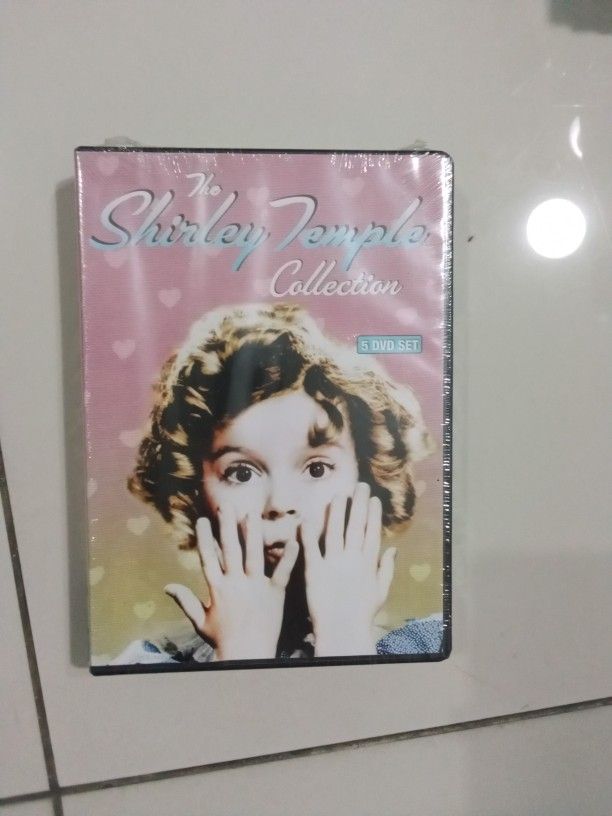 The
Shirley Temple
Collection
5 DVD SET